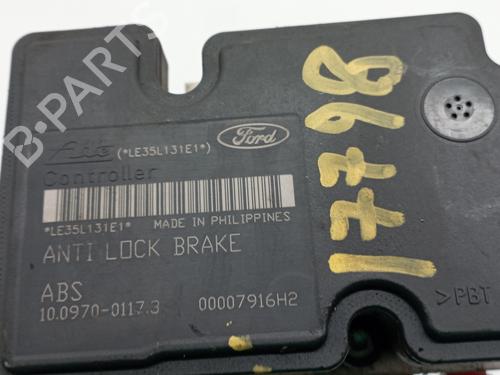 B-PARTS
Ate (*LE35L131E1*) Ford
Controller
*LE35L131E1* MADE IN PHILIPPINES
ANTI LOCK BRAKE
ABS
10.0970-0117.3 00007916H2
17798
>PBT